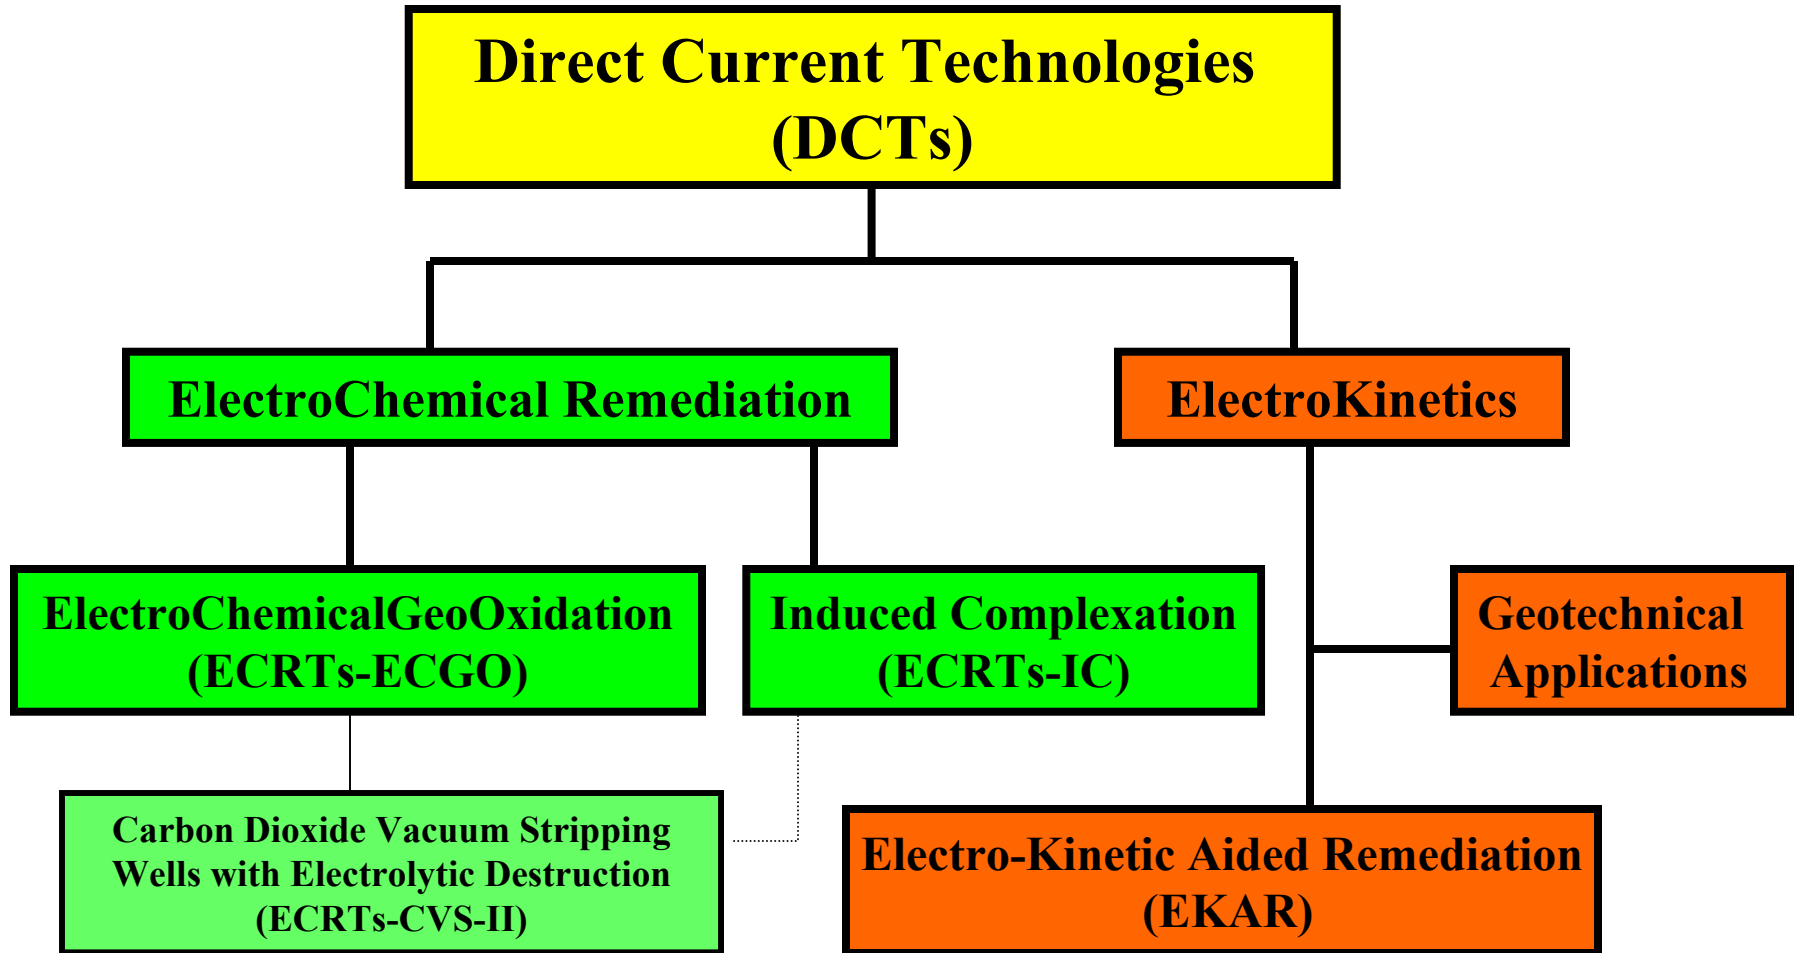 Direct Current Technologies
(DCTs)
ElectroChemical Remediation
ElectroKinetics
ElectroChemicalGeoOxidation
(ECRTs-ECGO)
Induced Complexation
(ECRTs-IC)
Geotechnical
Applications
Carbon Dioxide Vacuum Stripping
Wells with Electrolytic Destruction
(ECRTs-CVS-II)
Electro-Kinetic Aided Remediation
(EKAR)